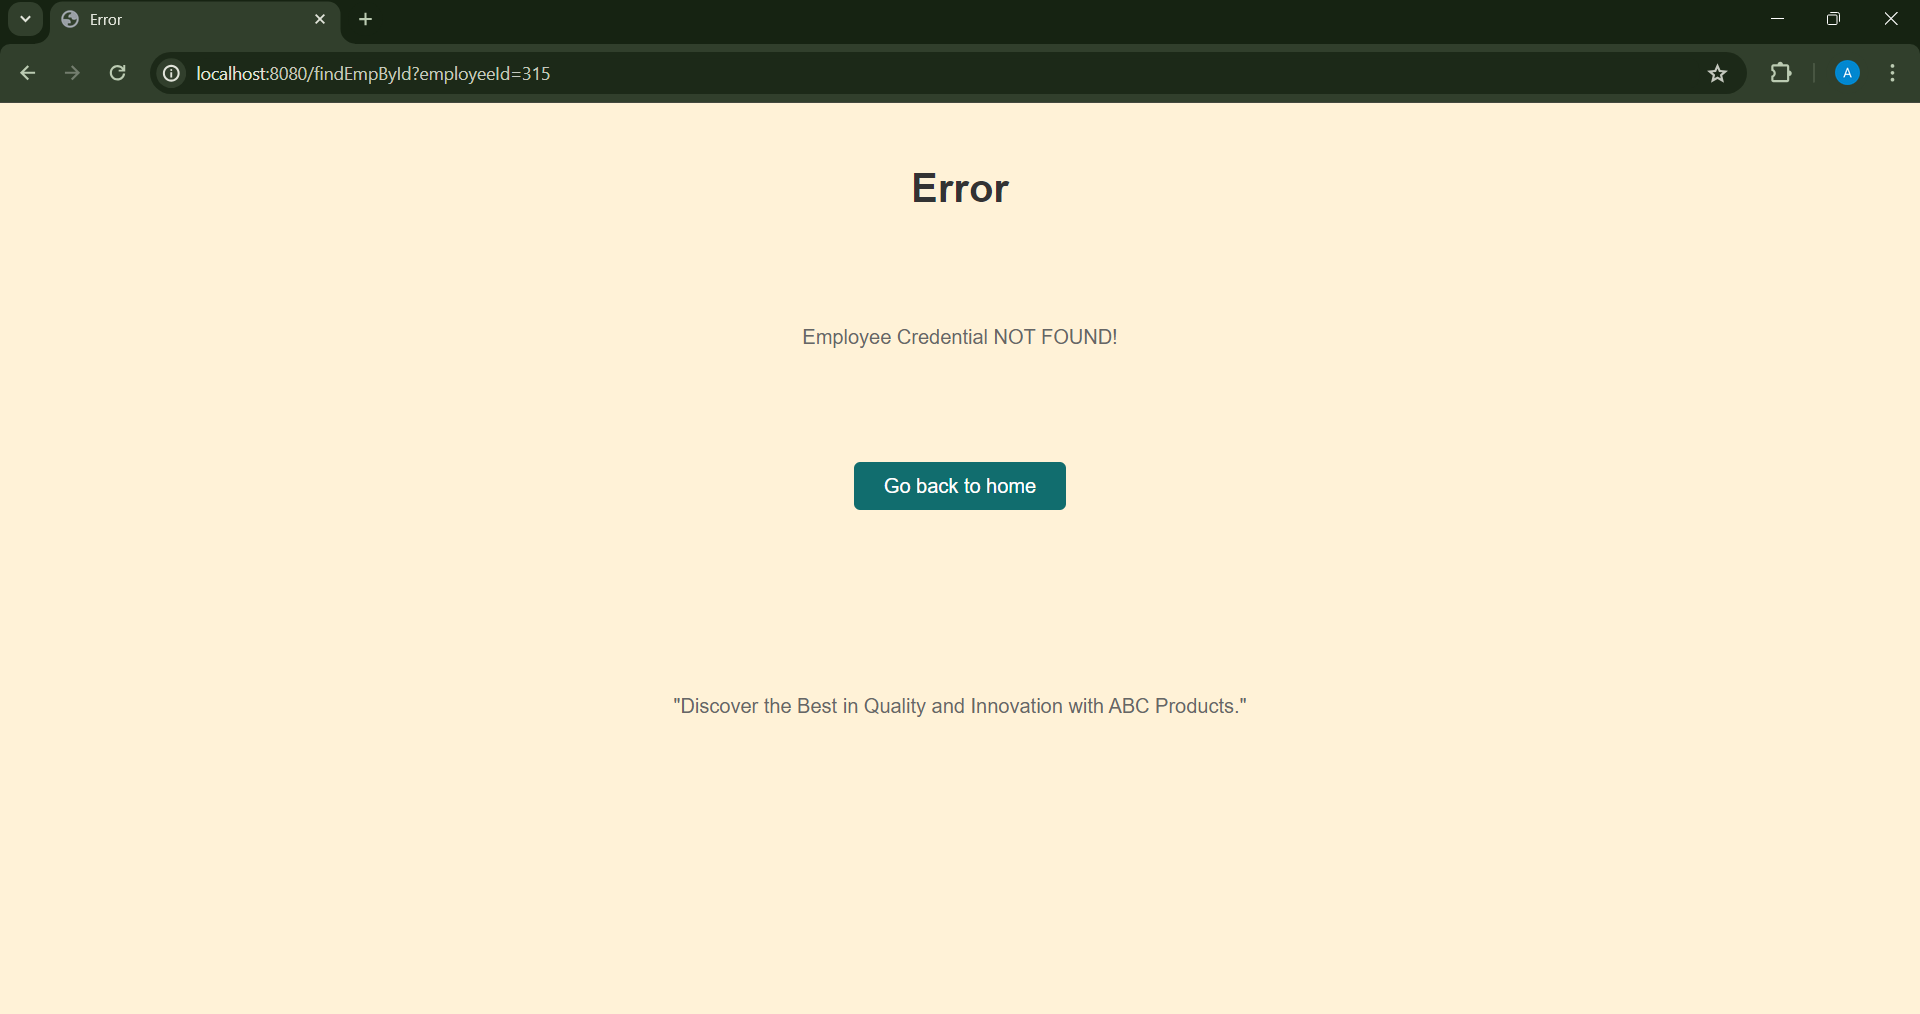 Error
localhost:8080/findEmpById?employeeId=315
A
Error
Employee Credential NOT FOUND!
Go back to home
"Discover the Best in Quality and Innovation with ABC Products."